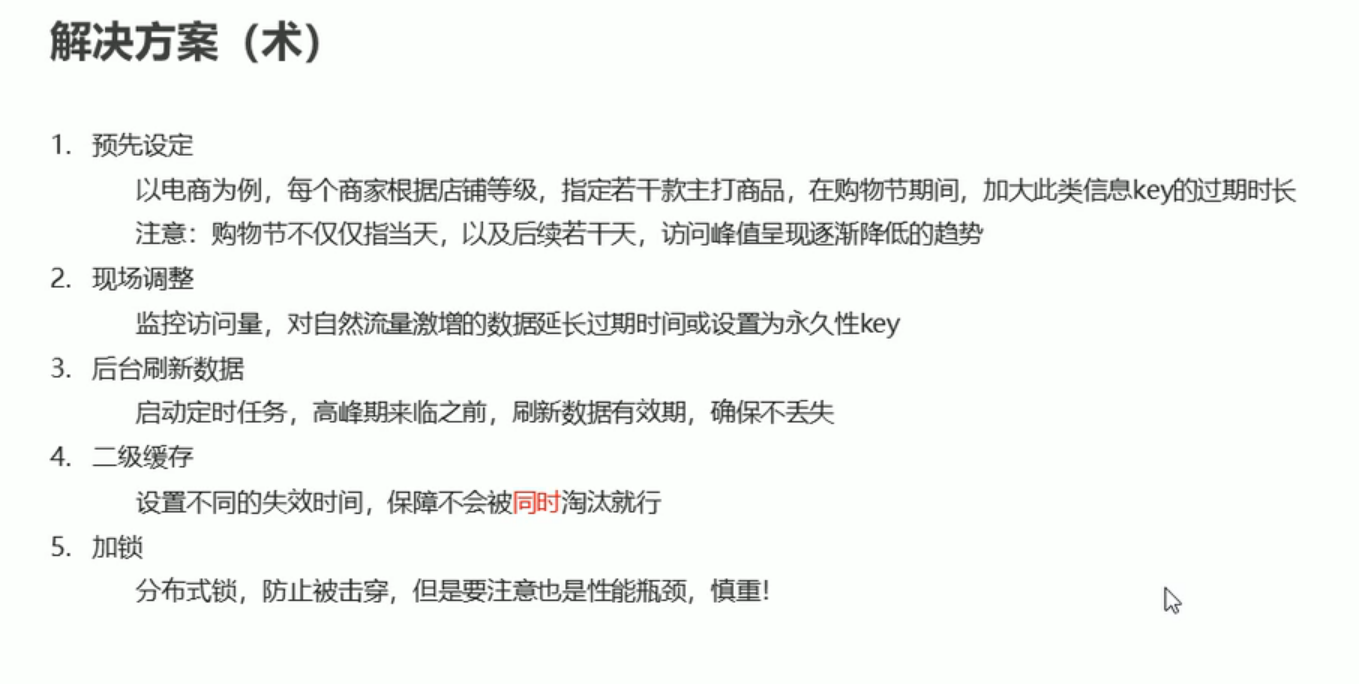 解决方案（术）
1. 预先设定
以电商为例，每个商家根据店铺等级，指定若干款主打商品，在购物节期间，加大此类信息key的过期时长
注意：购物节不仅仅指当天，以及后续若干天，访问峰值呈现逐渐降低的趋势
2. 现场调整
监控访问量，对自然流量激增的数据延长过期时间或设置为永久性key
3. 后台刷新数据
启动定时任务，高峰期来临之前，刷新数据有效期，确保不丢失
4. 二级缓存
设置不同的失效时间，保障不会被同时淘汰就行
5. 加锁
分布式锁，防止被击穿，但是要注意也是性能瓶颈，慎重！